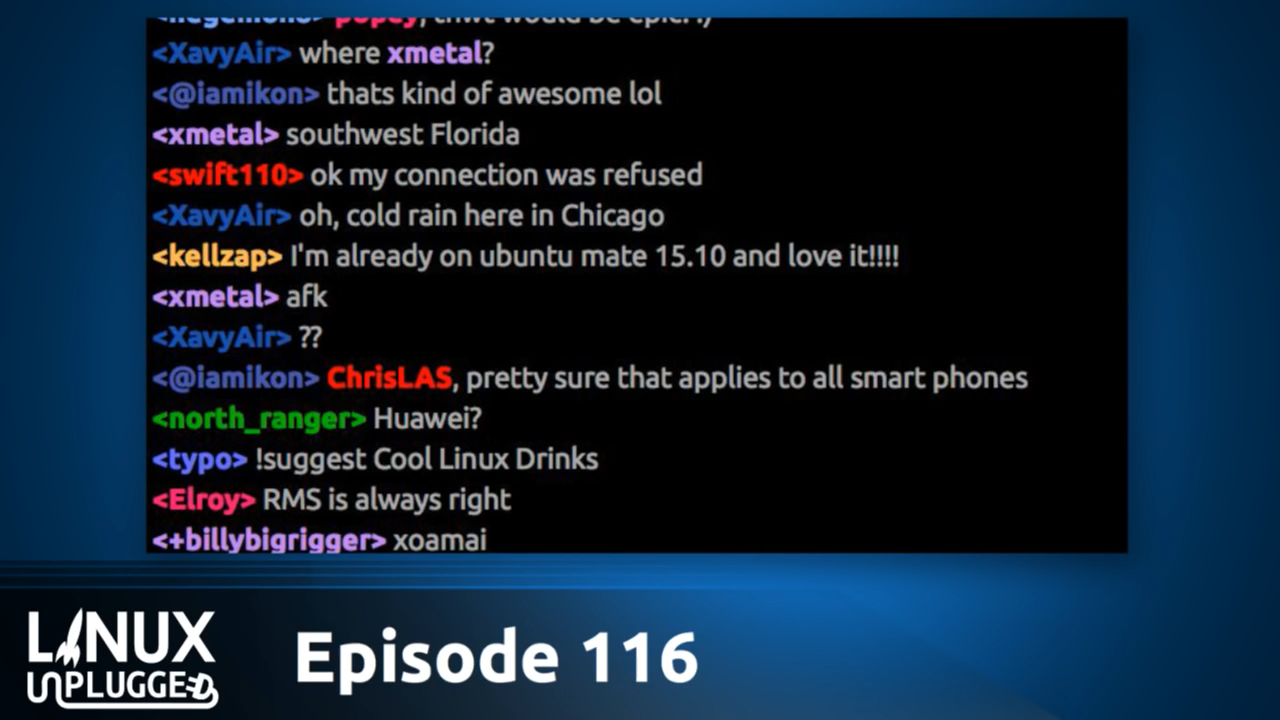 <XavyAir> where xmetal?
<@iamikon> thats kind of awesome lol
<xmetal> southwest Florida
<swift110> ok my connection was refused
<XavyAir> oh, cold rain here in Chicago
<kellzap> I'm already on ubuntu mate 15.10 and love it!!!!
<xmetal> afk
<XavyAir> ??
<@iamikon> ChrisLAS, pretty sure that applies to all smart phones
<north_ranger> Huawei?
<typo> !suggest Cool Linux Drinks
<Elroy> RMS is always right
<+billybigrigger> xoamai
LINUX
UNPLUGGED
Episode 116